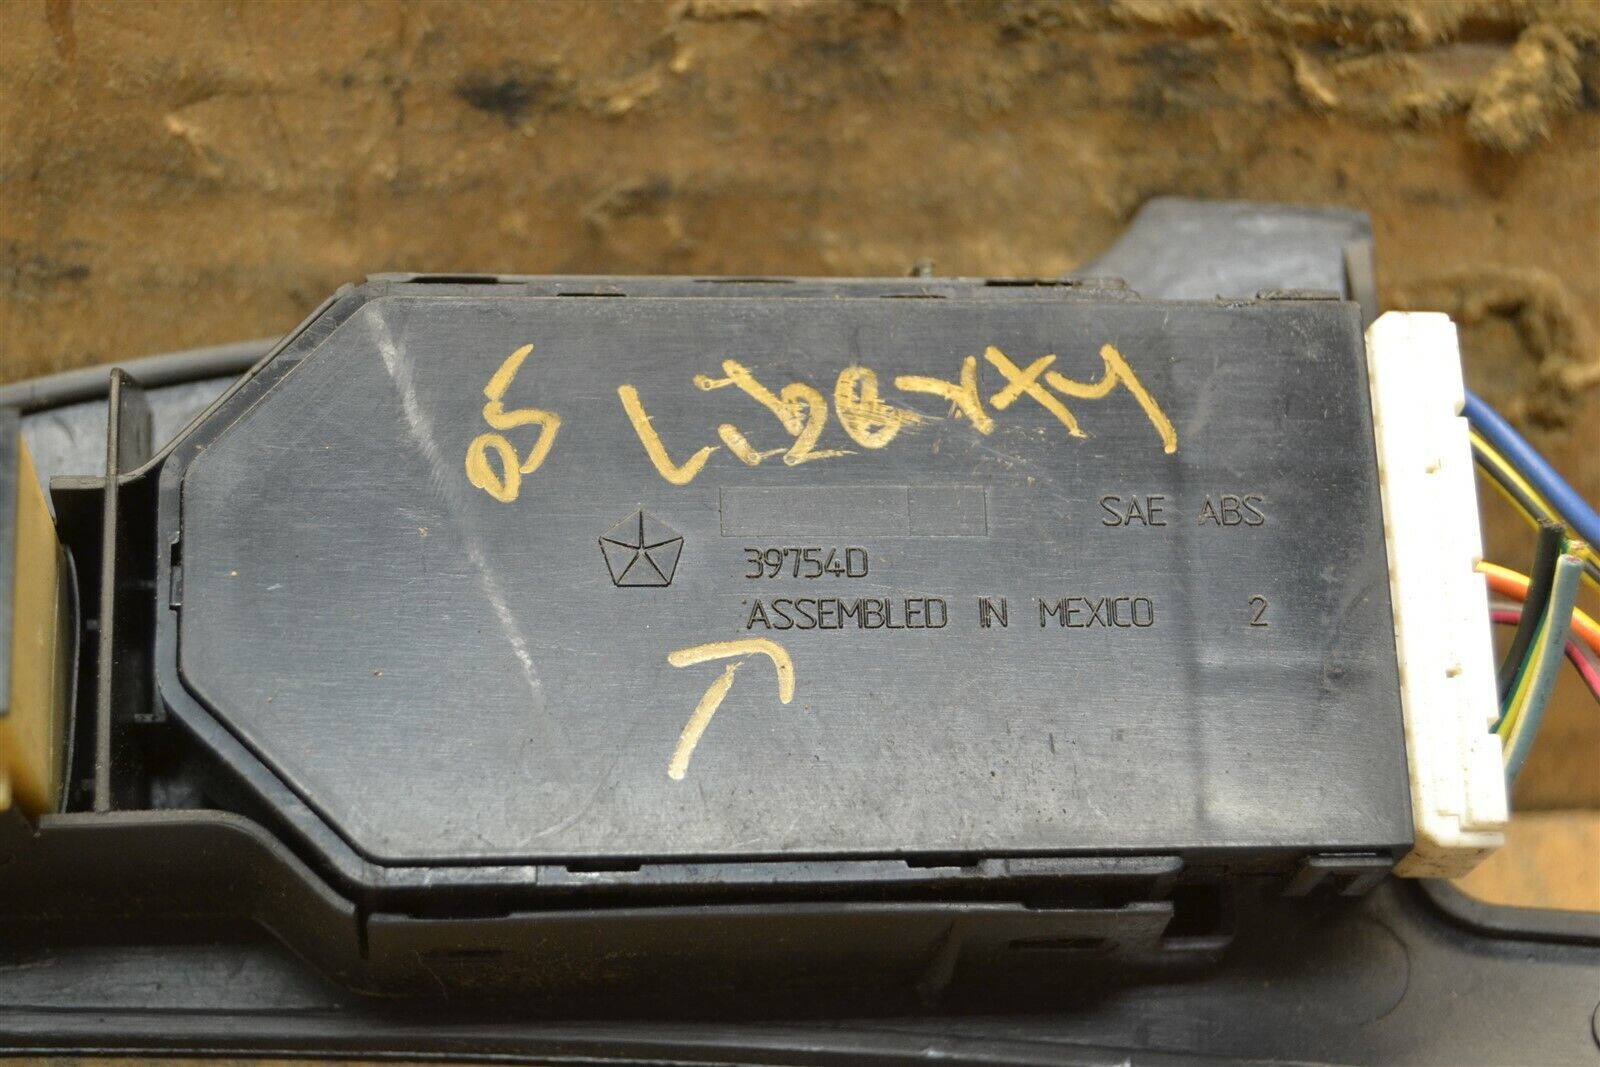 05 Liberty
SAE ABS
39754D
ASSEMBLED IN MEXICO 2